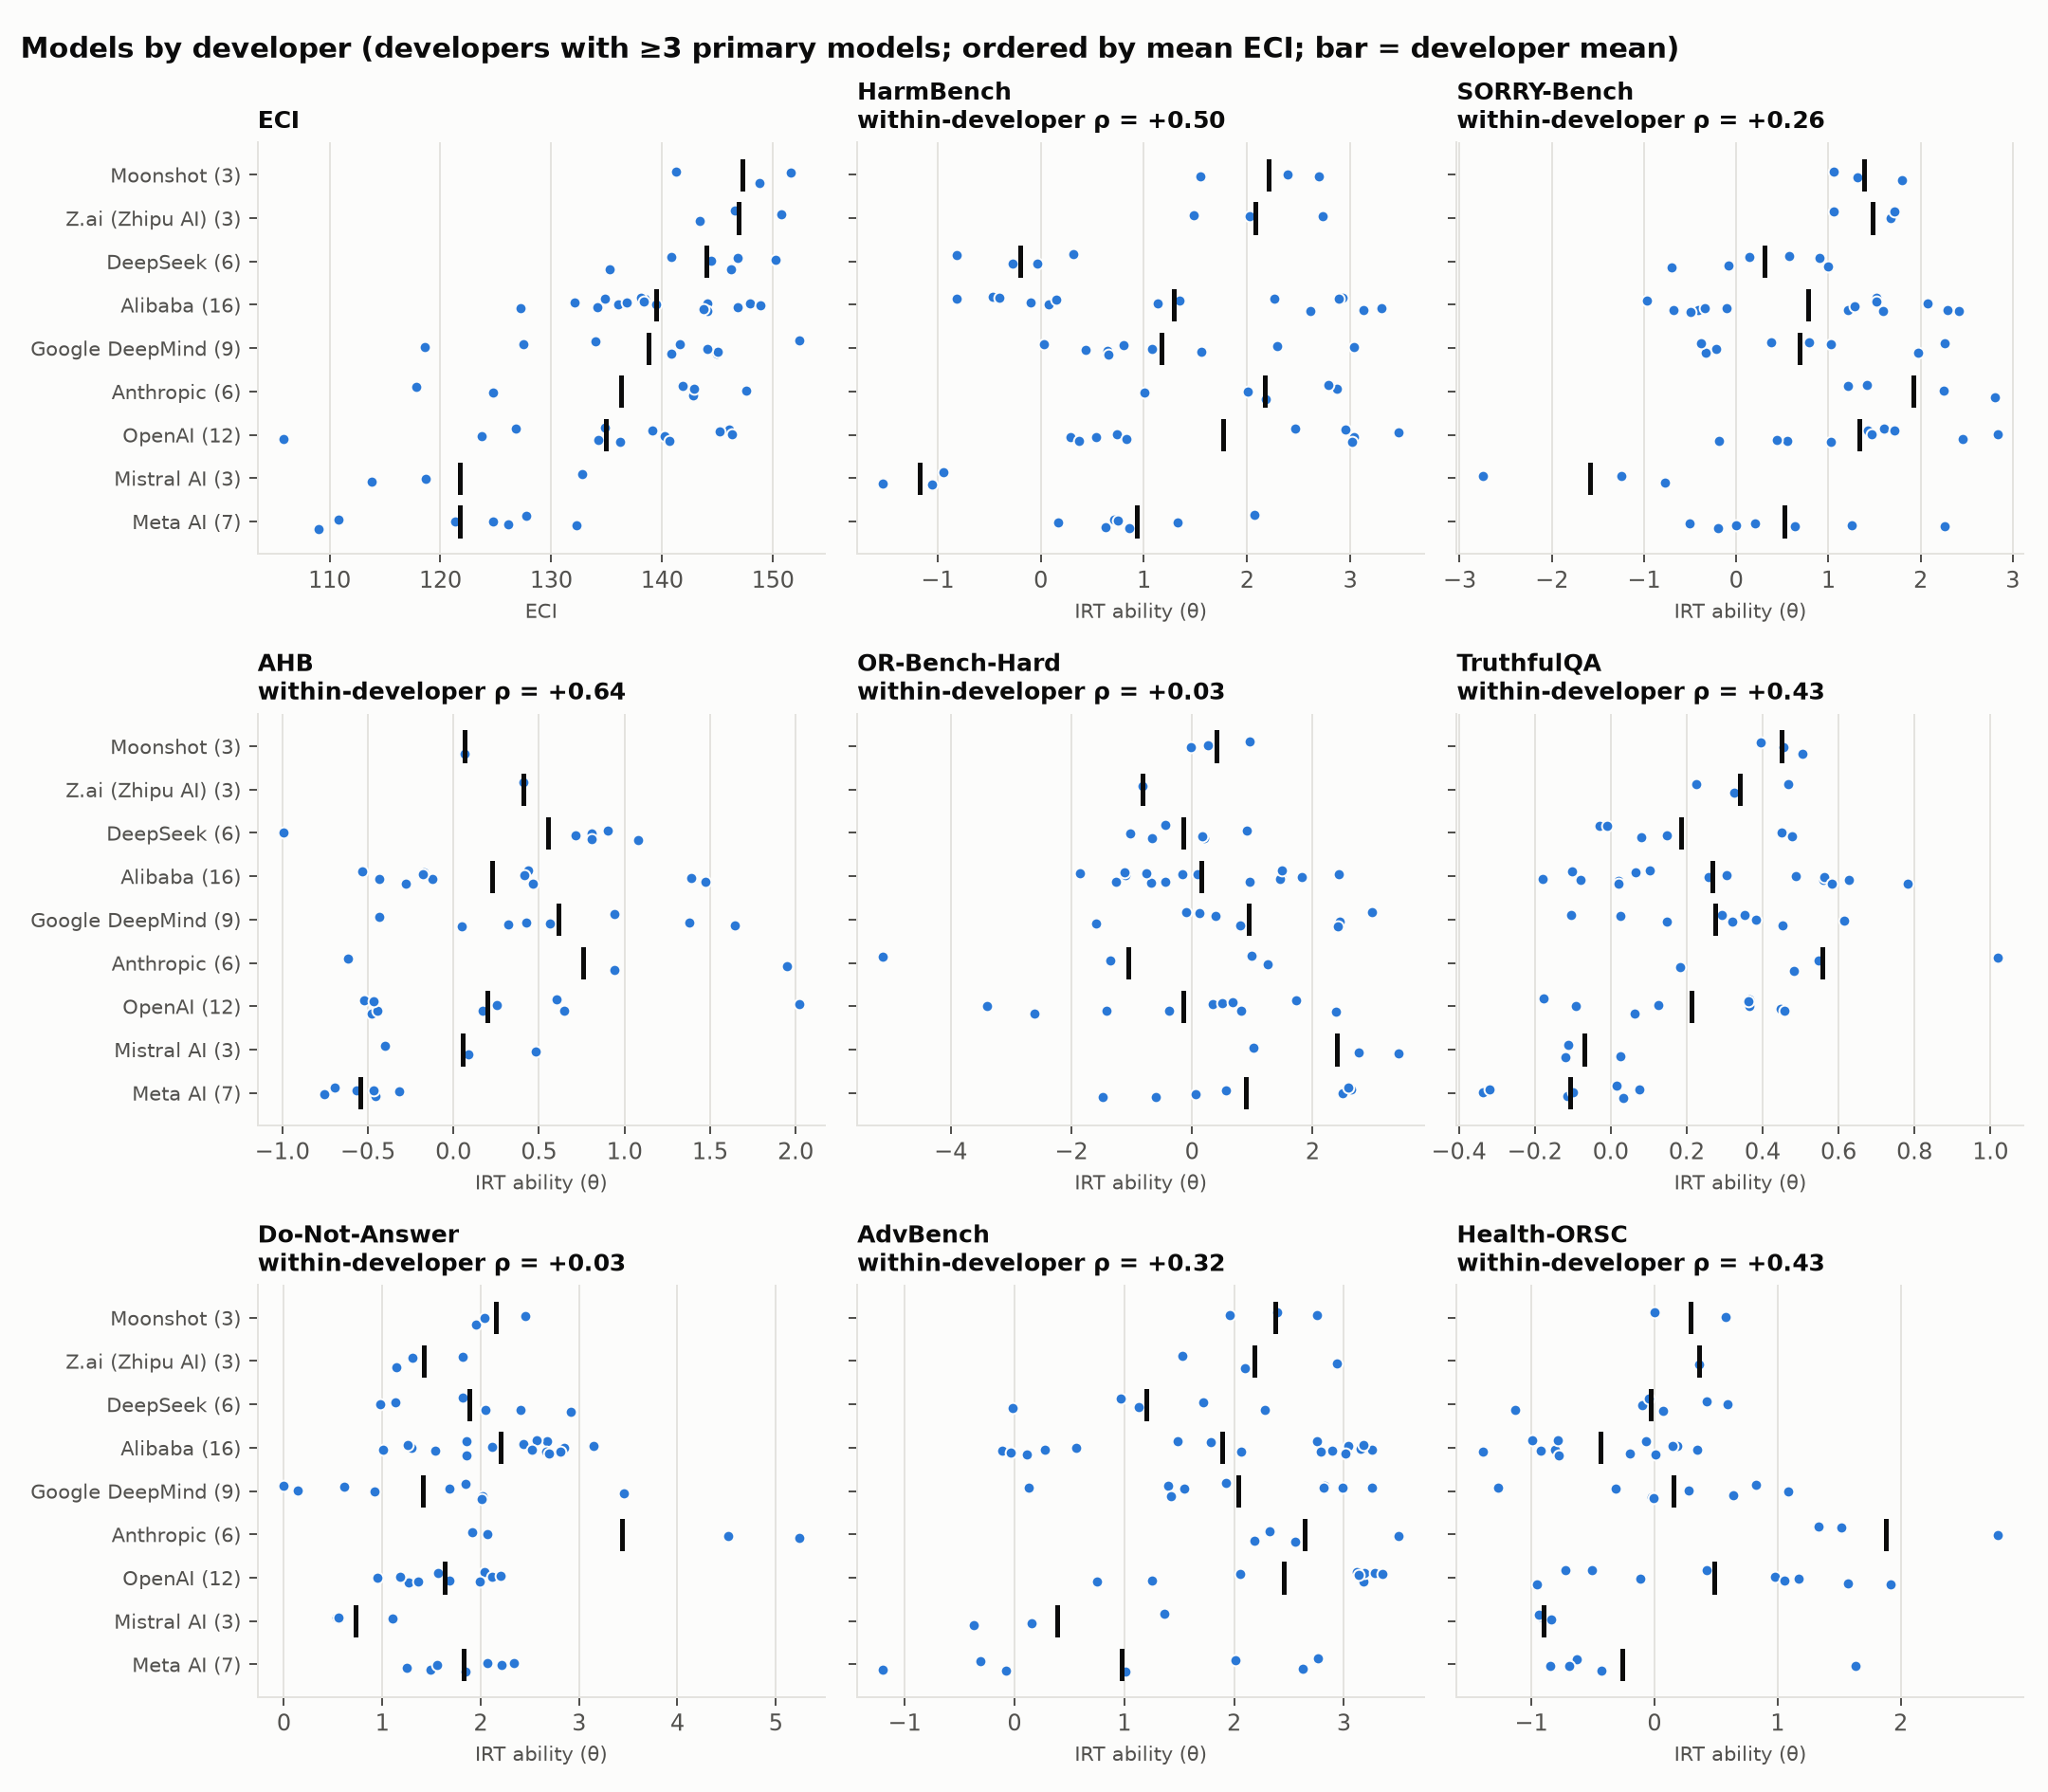 Models by developer (developers with ≥3 primary models; ordered by mean ECI; bar = developer mean)
ECI
Moonshot (3)
Z.ai (Zhipu AI) (3)
DeepSeek (6)
Alibaba (16)
Google DeepMind (9)
Anthropic (6)
OpenAI (12)
Mistral AI (3)
Meta AI (7)
110 120 130 140 150
ECI
HarmBench
within-developer ρ = +0.50
−1 0 1 2 3
IRT ability (θ)
SORRY-Bench
within-developer ρ = +0.26
−3 −2 −1 0 1 2 3
IRT ability (θ)
AHB
within-developer ρ = +0.64
Moonshot (3)
Z.ai (Zhipu AI) (3)
DeepSeek (6)
Alibaba (16)
Google DeepMind (9)
Anthropic (6)
OpenAI (12)
Mistral AI (3)
Meta AI (7)
−1.0 −0.5 0.0 0.5 1.0 1.5 2.0
IRT ability (θ)
OR-Bench-Hard
within-developer ρ = +0.03
−4 −2 0 2
IRT ability (θ)
TruthfulQA
within-developer ρ = +0.43
−0.4 −0.2 0.0 0.2 0.4 0.6 0.8 1.0
IRT ability (θ)
Do-Not-Answer
within-developer ρ = +0.03
Moonshot (3)
Z.ai (Zhipu AI) (3)
DeepSeek (6)
Alibaba (16)
Google DeepMind (9)
Anthropic (6)
OpenAI (12)
Mistral AI (3)
Meta AI (7)
0 1 2 3 4 5
IRT ability (θ)
AdvBench
within-developer ρ = +0.32
−1 0 1 2 3
IRT ability (θ)
Health-ORSC
within-developer ρ = +0.43
−1 0 1 2
IRT ability (θ)